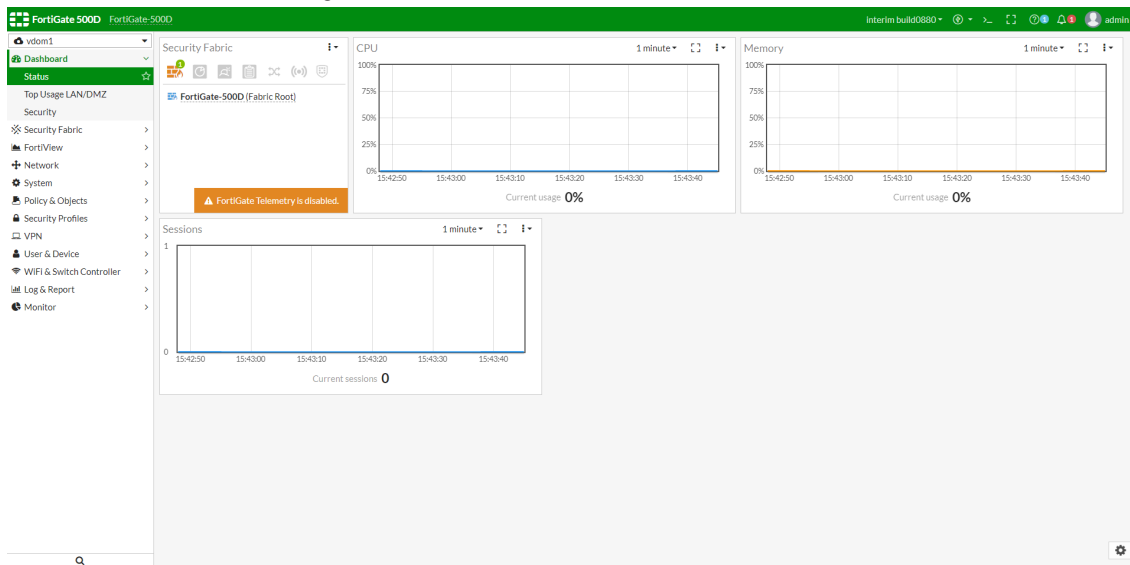 FortiGate 500D FortiGate-500D interim build0880 >_ 1 1 admin
vdom1
Dashboard
Status
Top Usage LAN/DMZ
Security
Security Fabric
FortiView
Network
System
Policy & Objects
Security Profiles
VPN
User & Device
WiFi & Switch Controller
Log & Report
Monitor
Security Fabric
1
FortiGate-500D (Fabric Root)
FortiGate Telemetry is disabled.
CPU 1 minute
100%
75%
50%
25%
0%
15:42:50 15:43:00 15:43:10 15:43:20 15:43:30 15:43:40
Current usage 0%
Memory 1 minute
100%
75%
50%
25%
0%
15:42:50 15:43:00 15:43:10 15:43:20 15:43:30 15:43:40
Current usage 0%
Sessions 1 minute
1
0
15:42:50 15:43:00 15:43:10 15:43:20 15:43:30 15:43:40
Current sessions 0